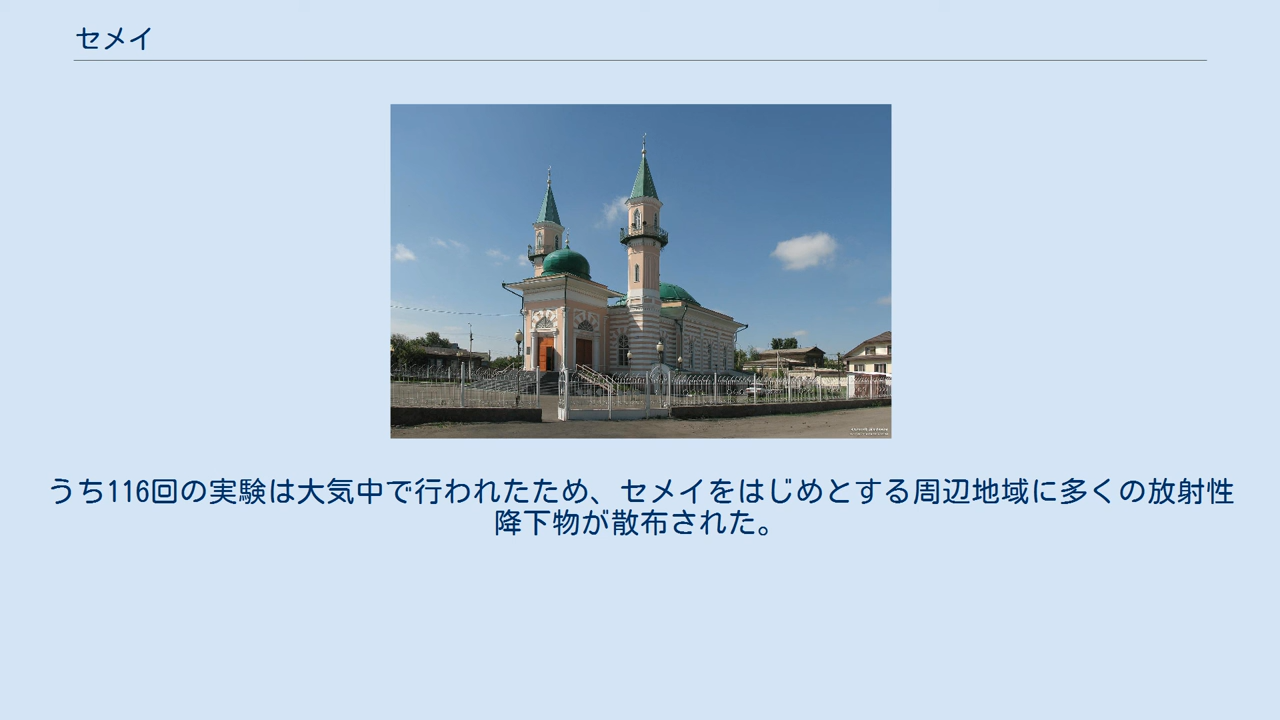 セメイ
うち116回の実験は大気中で行われたため、セメイをはじめとする周辺地域に多くの放射性
降下物が散布された。